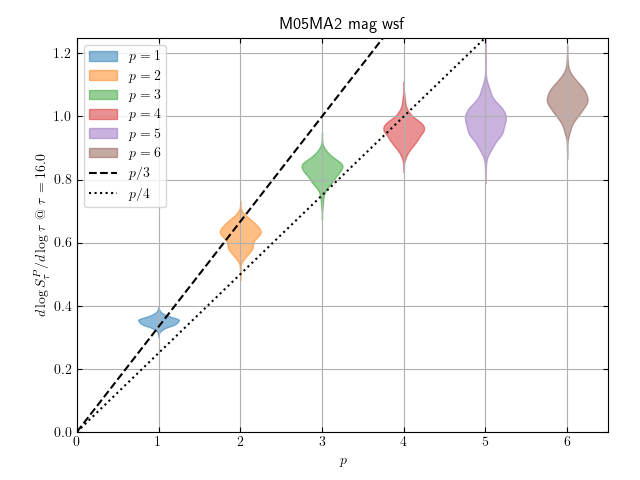 M05MA2 mag wsf
1.2
1.0
0.8
0.6
0.4
0.2
0.0
d log S_τ^P / d log τ @ τ = 16.0
p = 1
p = 2
p = 3
p = 4
p = 5
p = 6
p/3
p/4
0 1 2 3 4 5 6
p